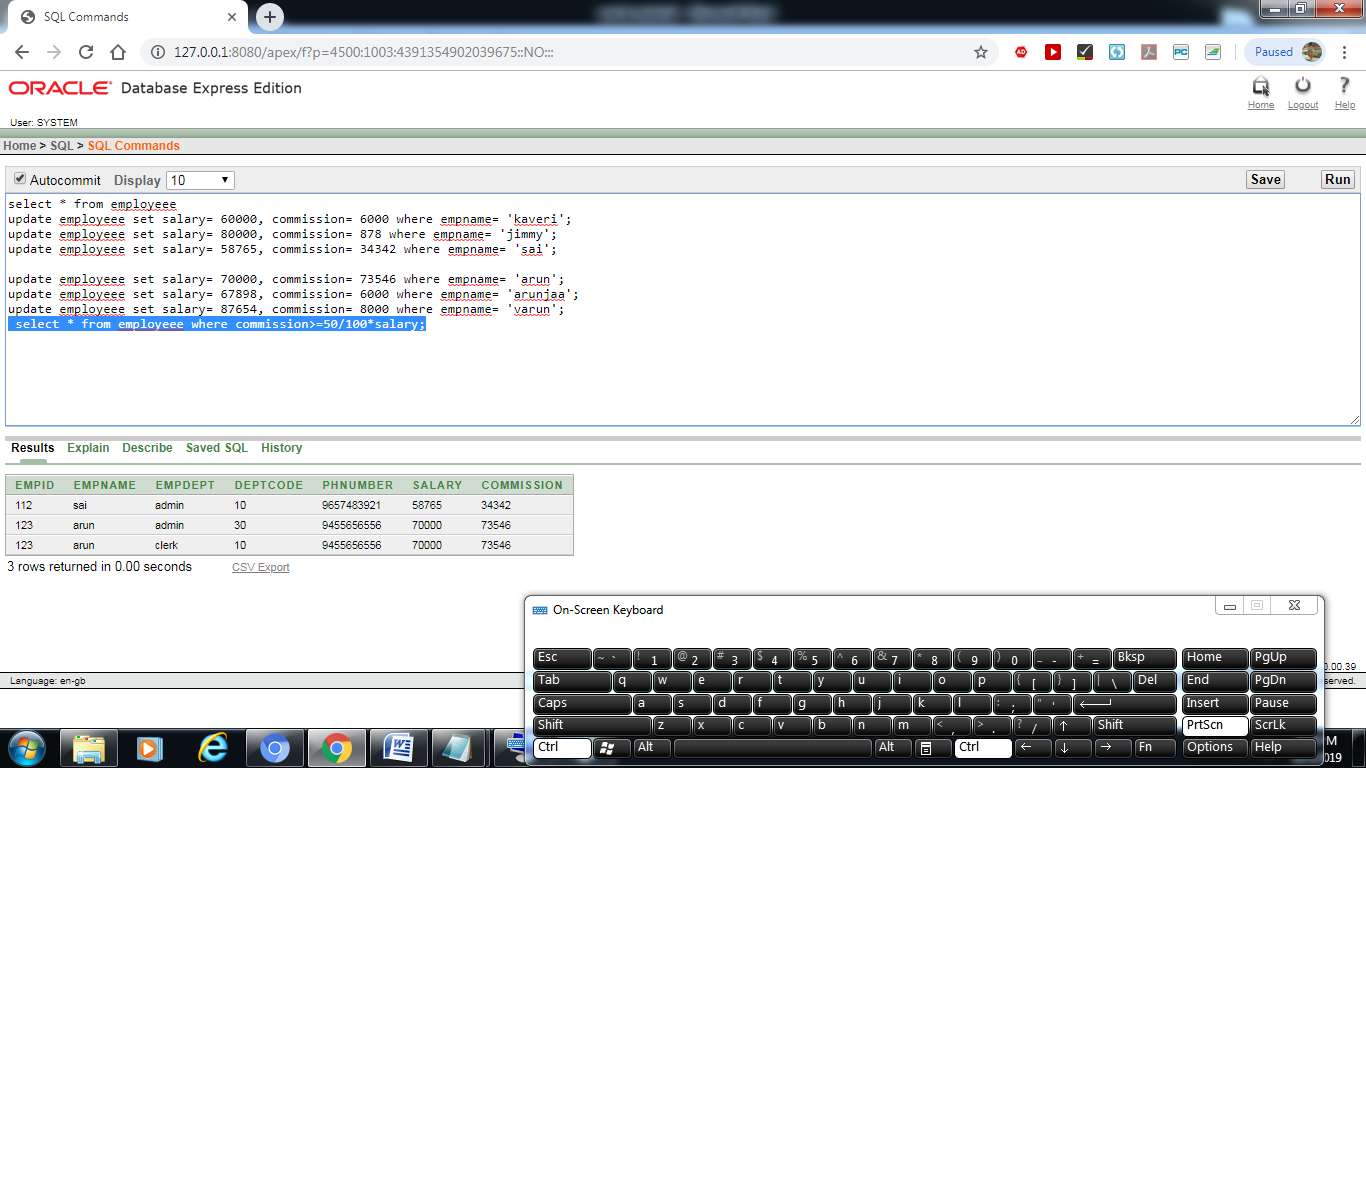 SQL Commands
127.0.0.1:8080/apex/f?p=4500:1003:4391354902039675::NO:::
Paused
ORACLE Database Express Edition
Home Logout Help
User: SYSTEM
Home > SQL > SQL Commands
Autocommit Display 10 Save Run
select * from employeee
update employeee set salary= 60000, commission= 6000 where empname= 'kaveri';
update employeee set salary= 80000, commission= 878 where empname= 'jimmy';
update employeee set salary= 58765, commission= 34342 where empname= 'sai';
update employeee set salary= 70000, commission= 73546 where empname= 'arun';
update employeee set salary= 67898, commission= 6000 where empname= 'arunjaa';
update employeee set salary= 87654, commission= 8000 where empname= 'varun';
select * from employeee where commission>=50/100*salary;
Results Explain Describe Saved SQL History
EMPID EMPNAME EMPDEPT DEPTCODE PHNUMBER SALARY COMMISSION
112 sai admin 10 9657483921 58765 34342
123 arun admin 30 9455656556 70000 73546
123 arun clerk 10 9455656556 70000 73546
3 rows returned in 0.00 seconds CSV Export
On-Screen Keyboard
Esc ~ ` ! 1 @ 2 # 3 $ 4 % 5 ^ 6 & 7 * 8 ( 9 ) 0 _ - + = Bksp Home PgUp
.00.39
Tab q w e r t y u i o p { [ } ] | \ Del End PgDn
Language: en-gb served.
Caps a s d f g h j k l : ; " ' Insert Pause
Shift z x c v b n m < , > . ? / ↑ Shift PrtScn ScrLk
Ctrl Alt Alt Ctrl ← ↓ → Fn Options Help
M
019